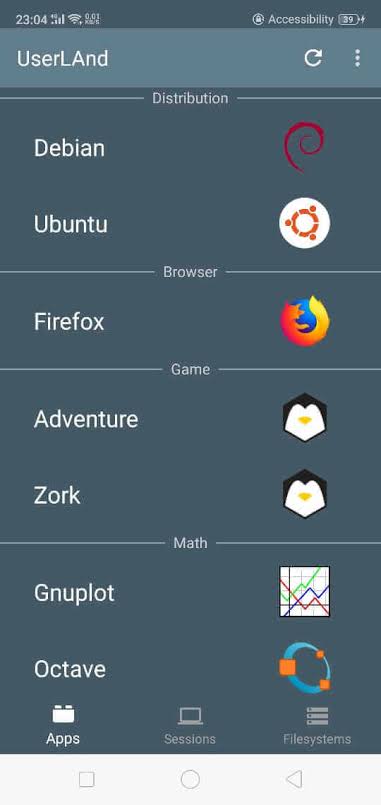 23:04 0.01 KB/S Accessibility 39
UserLAnd
Distribution
Debian
Ubuntu
Browser
Firefox
Game
Adventure
Zork
Math
Gnuplot
Octave
Apps Sessions Filesystems